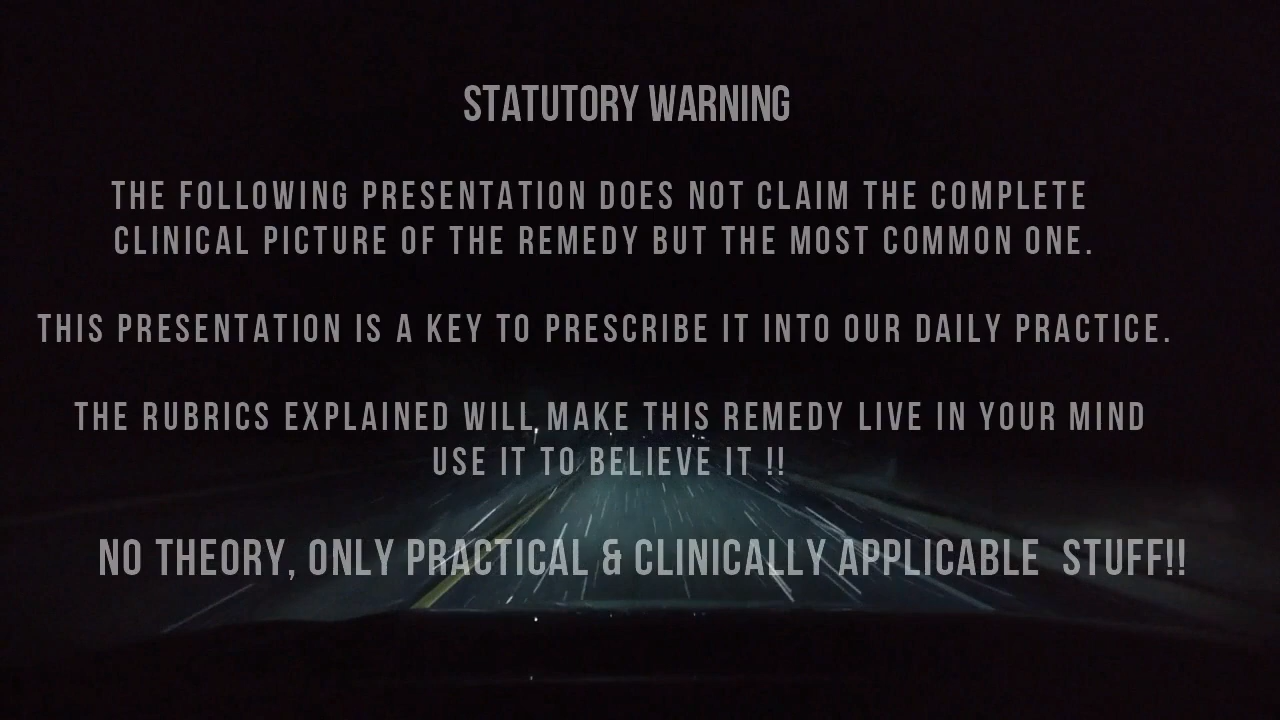 STATUTORY WARNING
THE FOLLOWING PRESENTATION DOES NOT CLAIM THE COMPLETE
CLINICAL PICTURE OF THE REMEDY BUT THE MOST COMMON ONE.
THIS PRESENTATION IS A KEY TO PRESCRIBE IT INTO OUR DAILY PRACTICE.
THE RUBRICS EXPLAINED WILL MAKE THIS REMEDY LIVE IN YOUR MIND
USE IT TO BELIEVE IT !!
NO THEORY, ONLY PRACTICAL & CLINICALLY APPLICABLE STUFF!!